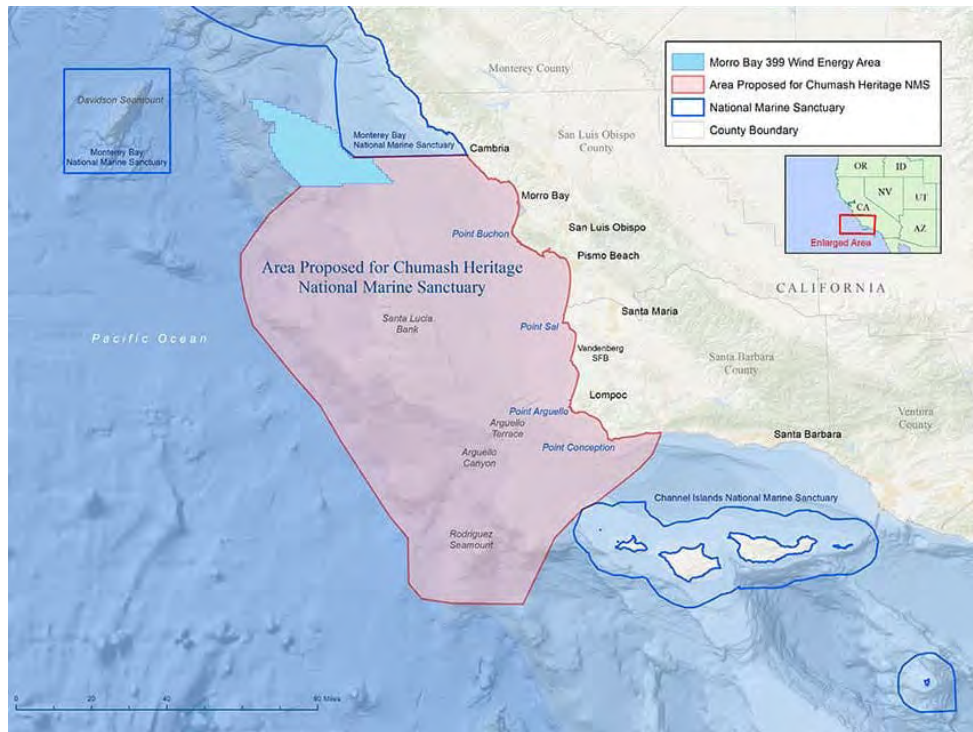 Morro Bay 399 Wind Energy Area
Area Proposed for Chumash Heritage NMS
National Marine Sanctuary
County Boundary
OR
ID
NV
UT
CA
AZ
Enlarged Area
Monterey County
San Luis Obispo
County
CALIFORNIA
Santa Barbara
County
Ventura
County
Davidson Seamount
Monterey Bay
National Marine Sanctuary
Monterey Bay
National Marine Sanctuary
Cambria
Morro Bay
San Luis Obispo
Pismo Beach
Point Buchon
Area Proposed for Chumash Heritage
National Marine Sanctuary
Santa Lucia
Bank
Pacific Ocean
Point Sal
Santa Maria
Vandenberg
SFB
Lompoc
Point Arguello
Arguello
Terrace
Point Conception
Arguello
Canyon
Santa Barbara
Rodriguez
Seamount
Channel Islands National Marine Sanctuary
0
20
40
Miles